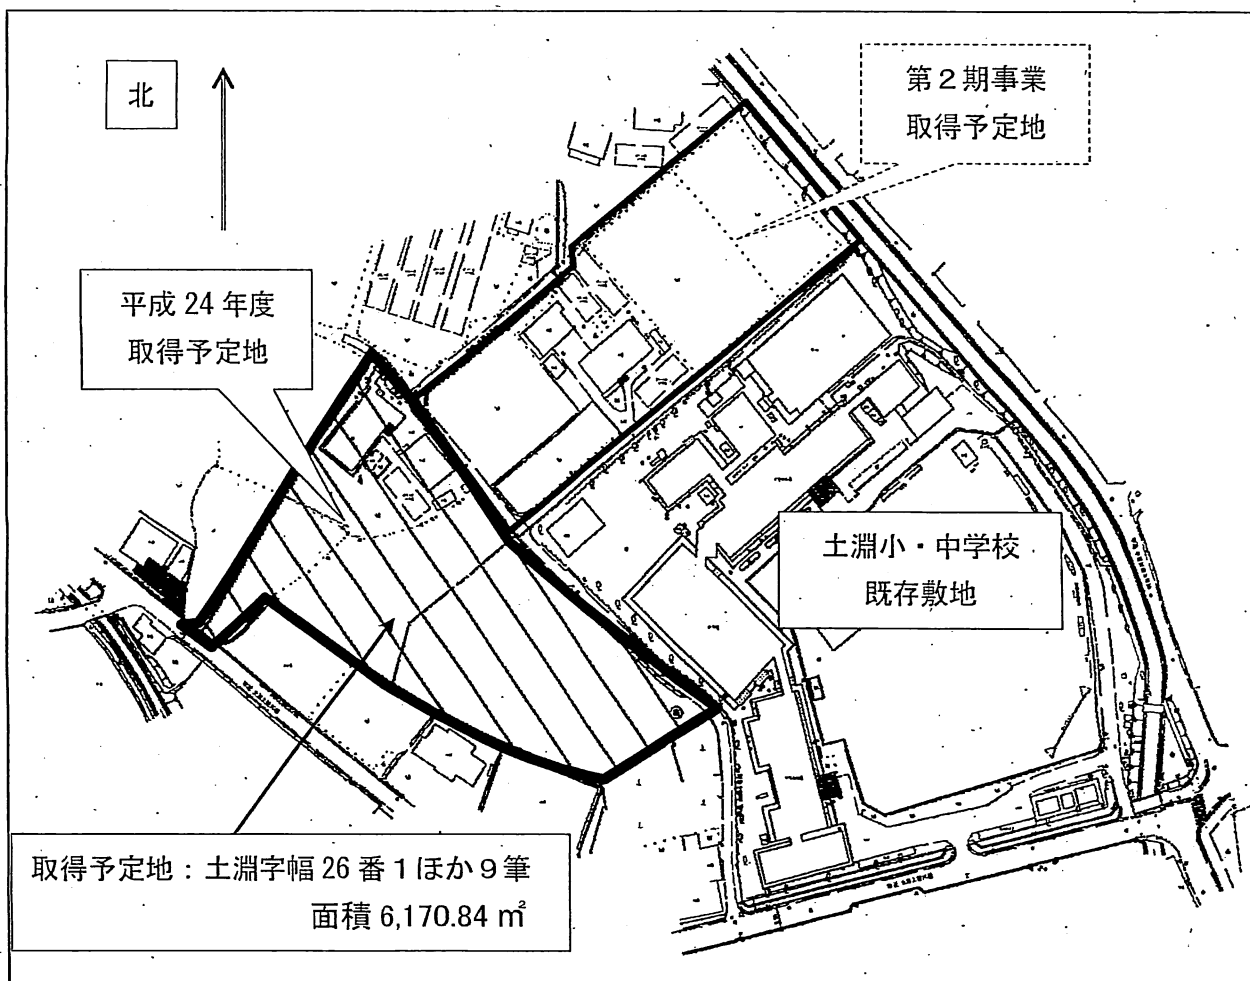 北
第２期事業
取得予定地
平成 24 年度
取得予定地
土淵小・中学校
既存敷地
取得予定地：土淵字幅 26 番１ほか９筆
面積 6,170.84 ㎡